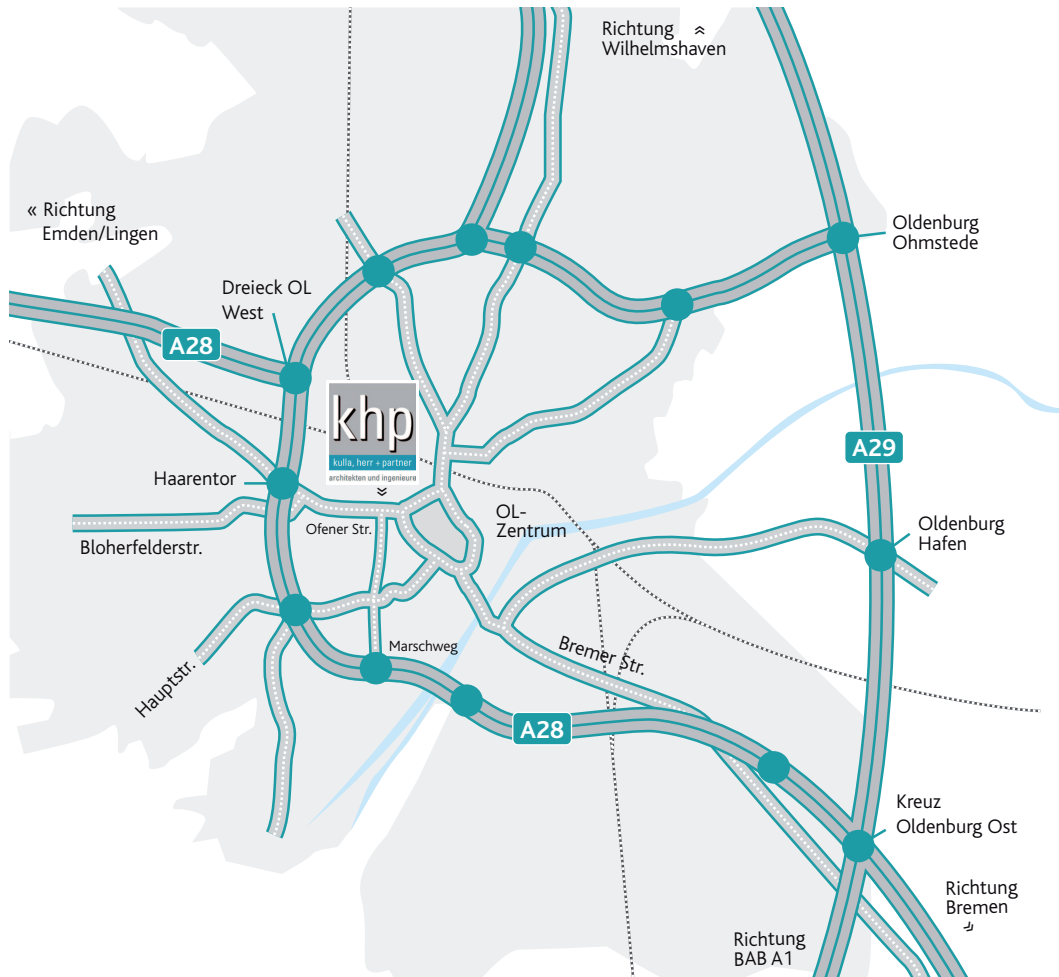 Richtung
Wilhelmshaven
« Richtung
Emden/Lingen
Oldenburg
Ohmstede
Dreieck OL
West
A28
khp
kulla, herr + partner
architekten und ingenieure
A29
Haarentor
Ofener Str.
OL-
Zentrum
Oldenburg
Hafen
Bloherfelderstr.
Marschweg
Bremer Str.
Hauptstr.
A28
Kreuz
Oldenburg Ost
Richtung
Bremen
Richtung
BAB A1